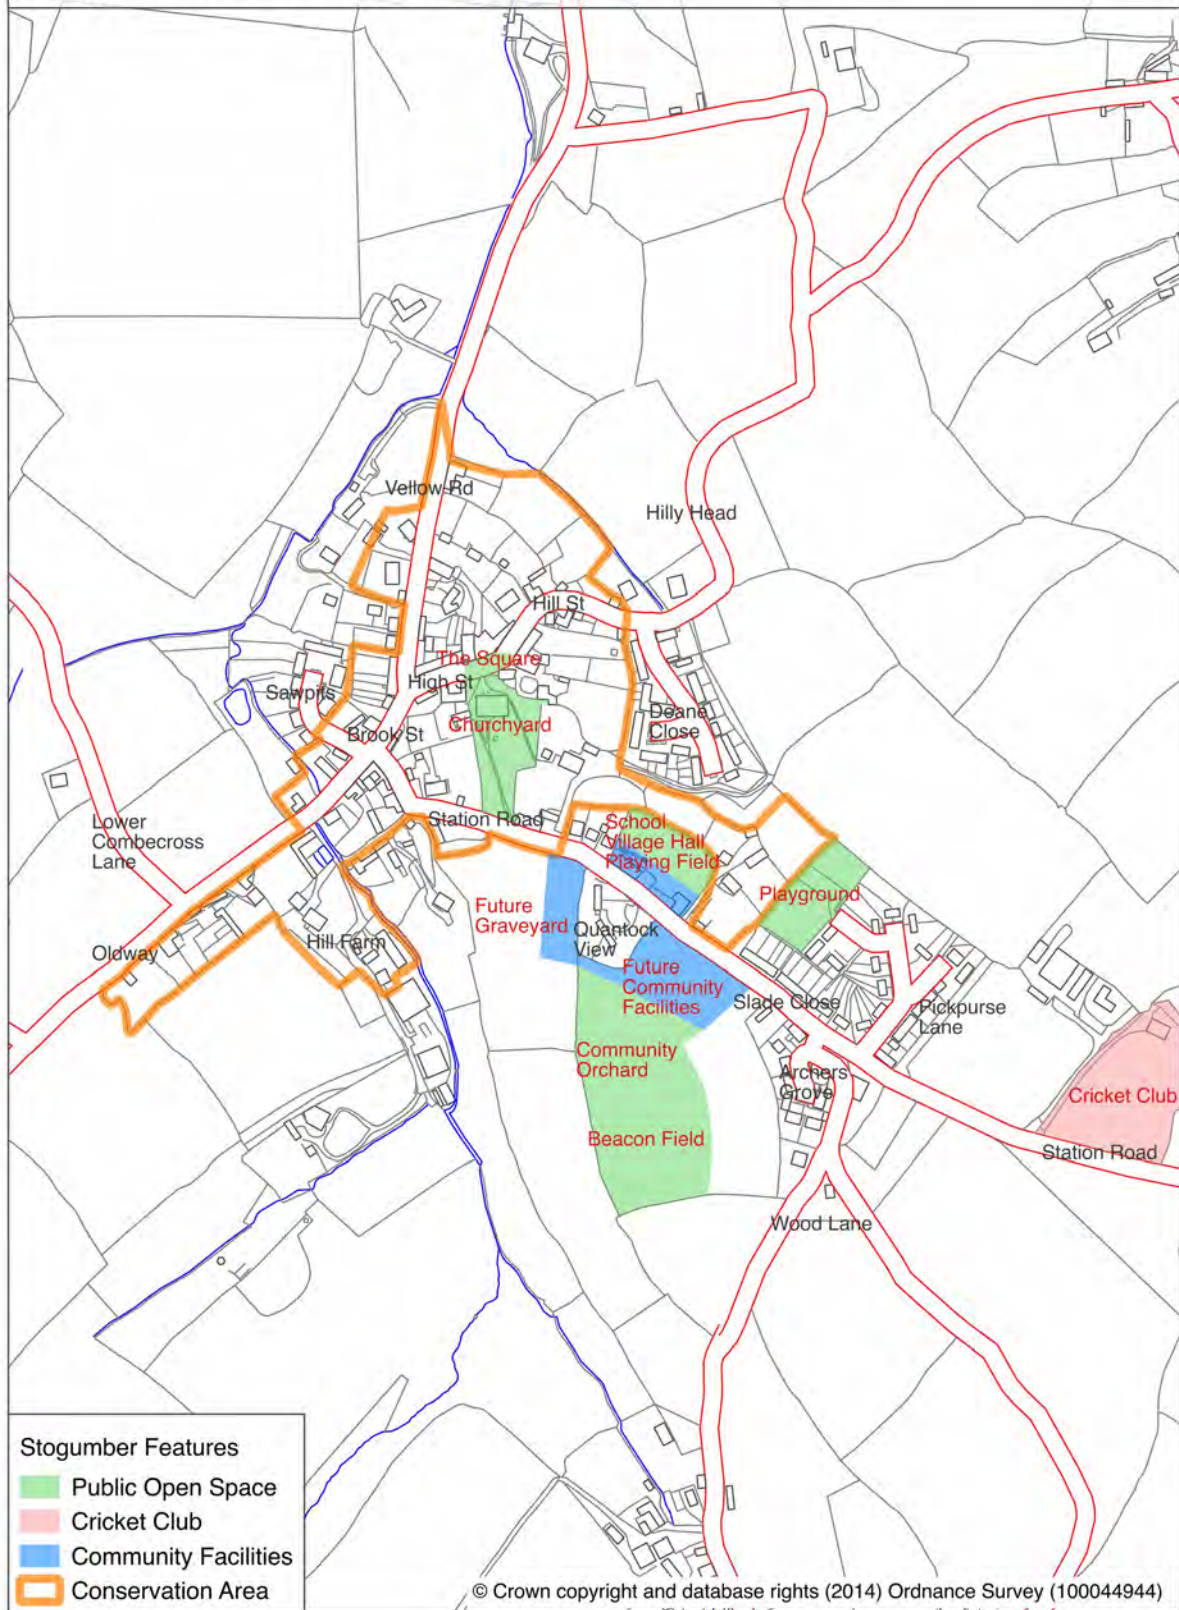 Vellow Rd
Hilly Head
Hill St
The Square
High St
Sawpits
Churchyard
Deane
Close
Brook St
Lower
Combecross
Lane
Station Road
School
Village Hall
Playing Field
Playground
Future
Graveyard
Quantock
View
Oldway
Hill Farm
Future
Community
Facilities
Slade Close
Pickpurse
Lane
Community
Orchard
Archers
Grove
Cricket Club
Beacon Field
Station Road
Wood Lane
Stogumber Features
Public Open Space
Cricket Club
Community Facilities
Conservation Area
© Crown copyright and database rights (2014) Ordnance Survey (100044944)